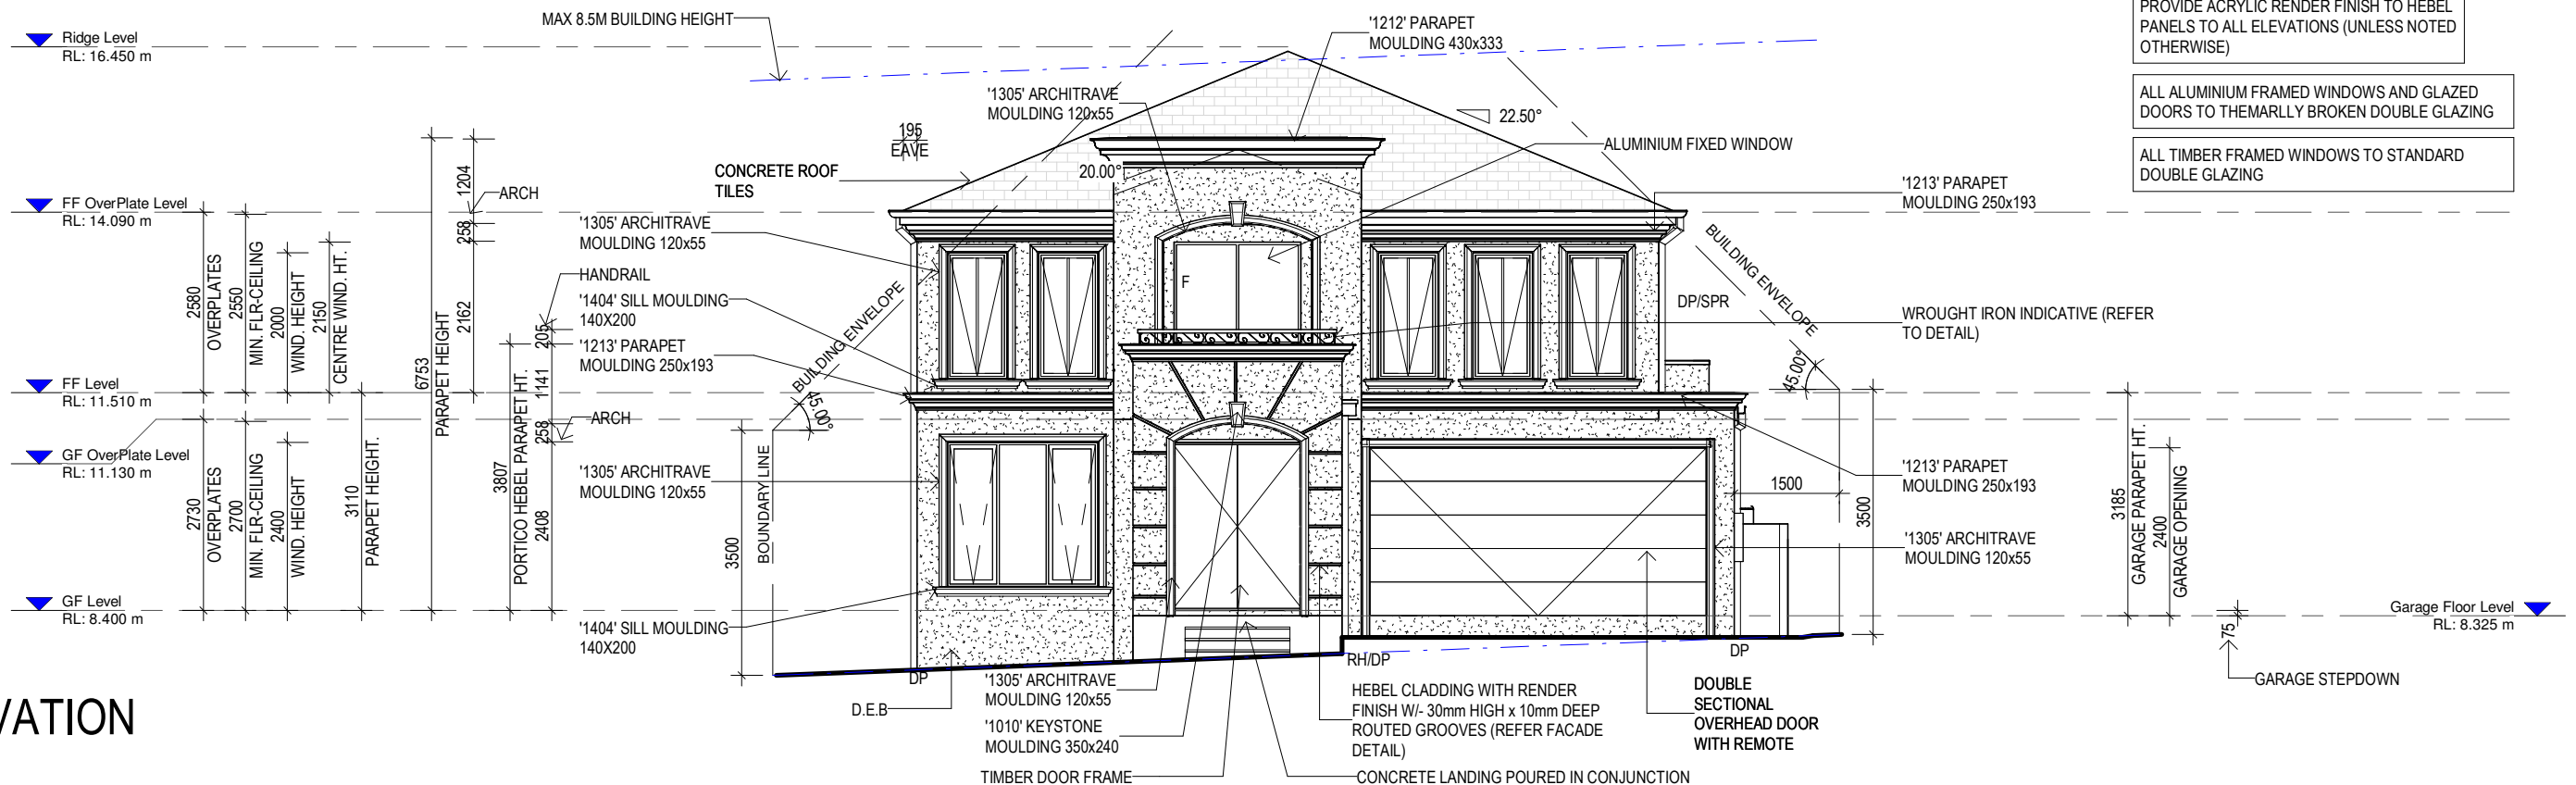 MAX 8.5M BUILDING HEIGHT
'1212' PARAPET
MOULDING 430x333
PROVIDE ACRYLIC RENDER FINISH TO HEBEL
PANELS TO ALL ELEVATIONS (UNLESS NOTED
OTHERWISE)
ALL ALUMINIUM FRAMED WINDOWS AND GLAZED
DOORS TO THEMARLLY BROKEN DOUBLE GLAZING
ALL TIMBER FRAMED WINDOWS TO STANDARD
DOUBLE GLAZING
Ridge Level
RL: 16.450 m
'1305' ARCHITRAVE
MOULDING 120x55
22.50°
195
EAVE
ALUMINIUM FIXED WINDOW
CONCRETE ROOF
TILES
20.00°
1204
ARCH
'1213' PARAPET
MOULDING 250x193
FF OverPlate Level
RL: 14.090 m
258
'1305' ARCHITRAVE
MOULDING 120x55
BUILDING ENVELOPE
HANDRAIL
2580
OVERPLATES
2550
MIN. FLR-CEILING
2000
WIND. HEIGHT
2150
CENTRE WIND. HT.
6753
PARAPET HEIGHT
2162
'1404' SILL MOULDING
140X200
F
DP/SPR
BUILDING ENVELOPE
WROUGHT IRON INDICATIVE (REFER
TO DETAIL)
205
'1213' PARAPET
MOULDING 250x193
1141
45.00°
45.00°
FF Level
RL: 11.510 m
ARCH
258
GF OverPlate Level
RL: 11.130 m
2730
OVERPLATES
2700
MIN. FLR-CEILING
2400
WIND. HEIGHT
3110
PARAPET HEIGHT.
3807
PORTICO HEBEL PARAPET HT.
2408
'1305' ARCHITRAVE
MOULDING 120x55
3500
BOUNDARY LINE
'1213' PARAPET
MOULDING 250x193
1500
3500
'1305' ARCHITRAVE
MOULDING 120x55
3185
GARAGE PARAPET HT.
2400
GARAGE OPENING
GF Level
RL: 8.400 m
Garage Floor Level
RL: 8.325 m
75
'1404' SILL MOULDING
140X200
DP
RH/DP
DP
GARAGE STEPDOWN
D.E.B
'1305' ARCHITRAVE
MOULDING 120x55
'1010' KEYSTONE
MOULDING 350x240
TIMBER DOOR FRAME
HEBEL CLADDING WITH RENDER
FINISH W/- 30mm HIGH x 10mm DEEP
ROUTED GROOVES (REFER FACADE
DETAIL)
CONCRETE LANDING POURED IN CONJUNCTION
DOUBLE
SECTIONAL
OVERHEAD DOOR
WITH REMOTE
VATION